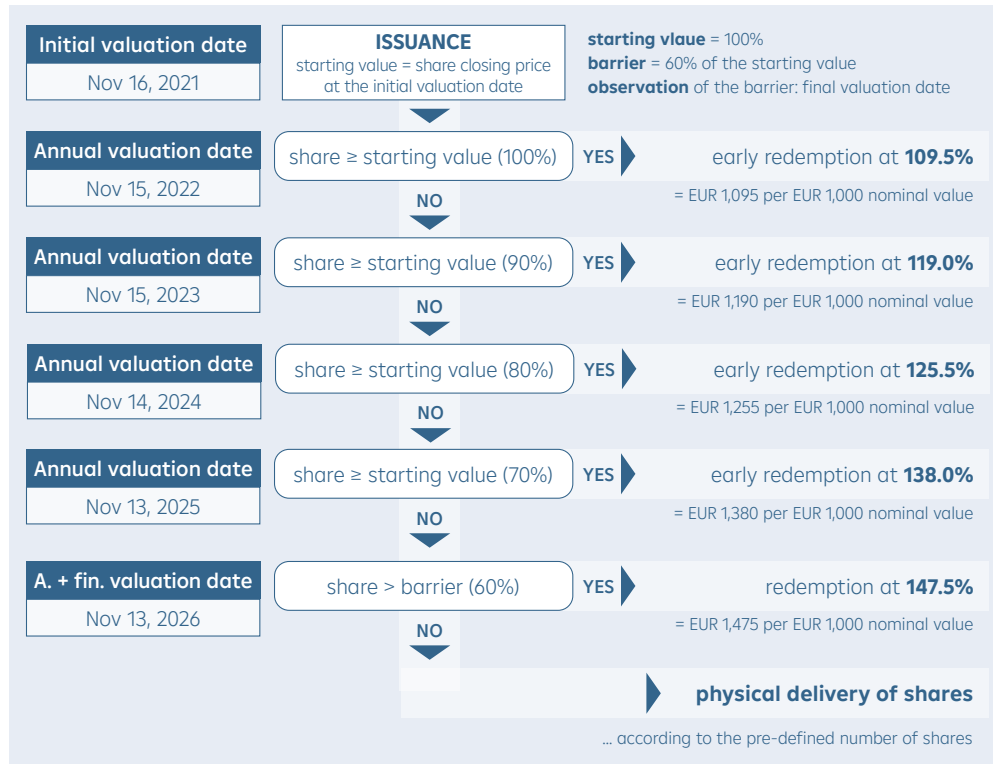 Initial valuation date
Nov 16, 2021
ISSUANCE
starting value = share closing price
at the initial valuation date
starting vlaue = 100%
barrier = 60% of the starting value
observation of the barrier: final valuation date
Annual valuation date
Nov 15, 2022
share ≥ starting value (100%)
YES
early redemption at 109.5%
= EUR 1,095 per EUR 1,000 nominal value
NO
Annual valuation date
Nov 15, 2023
share ≥ starting value (90%)
YES
early redemption at 119.0%
= EUR 1,190 per EUR 1,000 nominal value
NO
Annual valuation date
Nov 14, 2024
share ≥ starting value (80%)
YES
early redemption at 125.5%
= EUR 1,255 per EUR 1,000 nominal value
NO
Annual valuation date
Nov 13, 2025
share ≥ starting value (70%)
YES
early redemption at 138.0%
= EUR 1,380 per EUR 1,000 nominal value
NO
A. + fin. valuation date
Nov 13, 2026
share > barrier (60%)
YES
redemption at 147.5%
= EUR 1,475 per EUR 1,000 nominal value
NO
physical delivery of shares
... according to the pre-defined number of shares